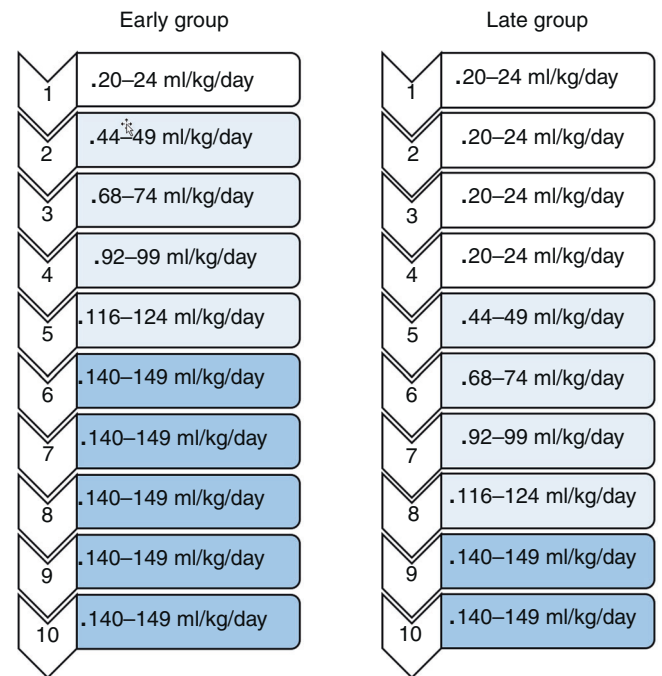 Early group
1 .20–24 ml/kg/day
2 .44–49 ml/kg/day
3 .68–74 ml/kg/day
4 .92–99 ml/kg/day
5 .116–124 ml/kg/day
6 .140–149 ml/kg/day
7 .140–149 ml/kg/day
8 .140–149 ml/kg/day
9 .140–149 ml/kg/day
10 .140–149 ml/kg/day
Late group
1 .20–24 ml/kg/day
2 .20–24 ml/kg/day
3 .20–24 ml/kg/day
4 .20–24 ml/kg/day
5 .44–49 ml/kg/day
6 .68–74 ml/kg/day
7 .92–99 ml/kg/day
8 .116–124 ml/kg/day
9 .140–149 ml/kg/day
10 .140–149 ml/kg/day